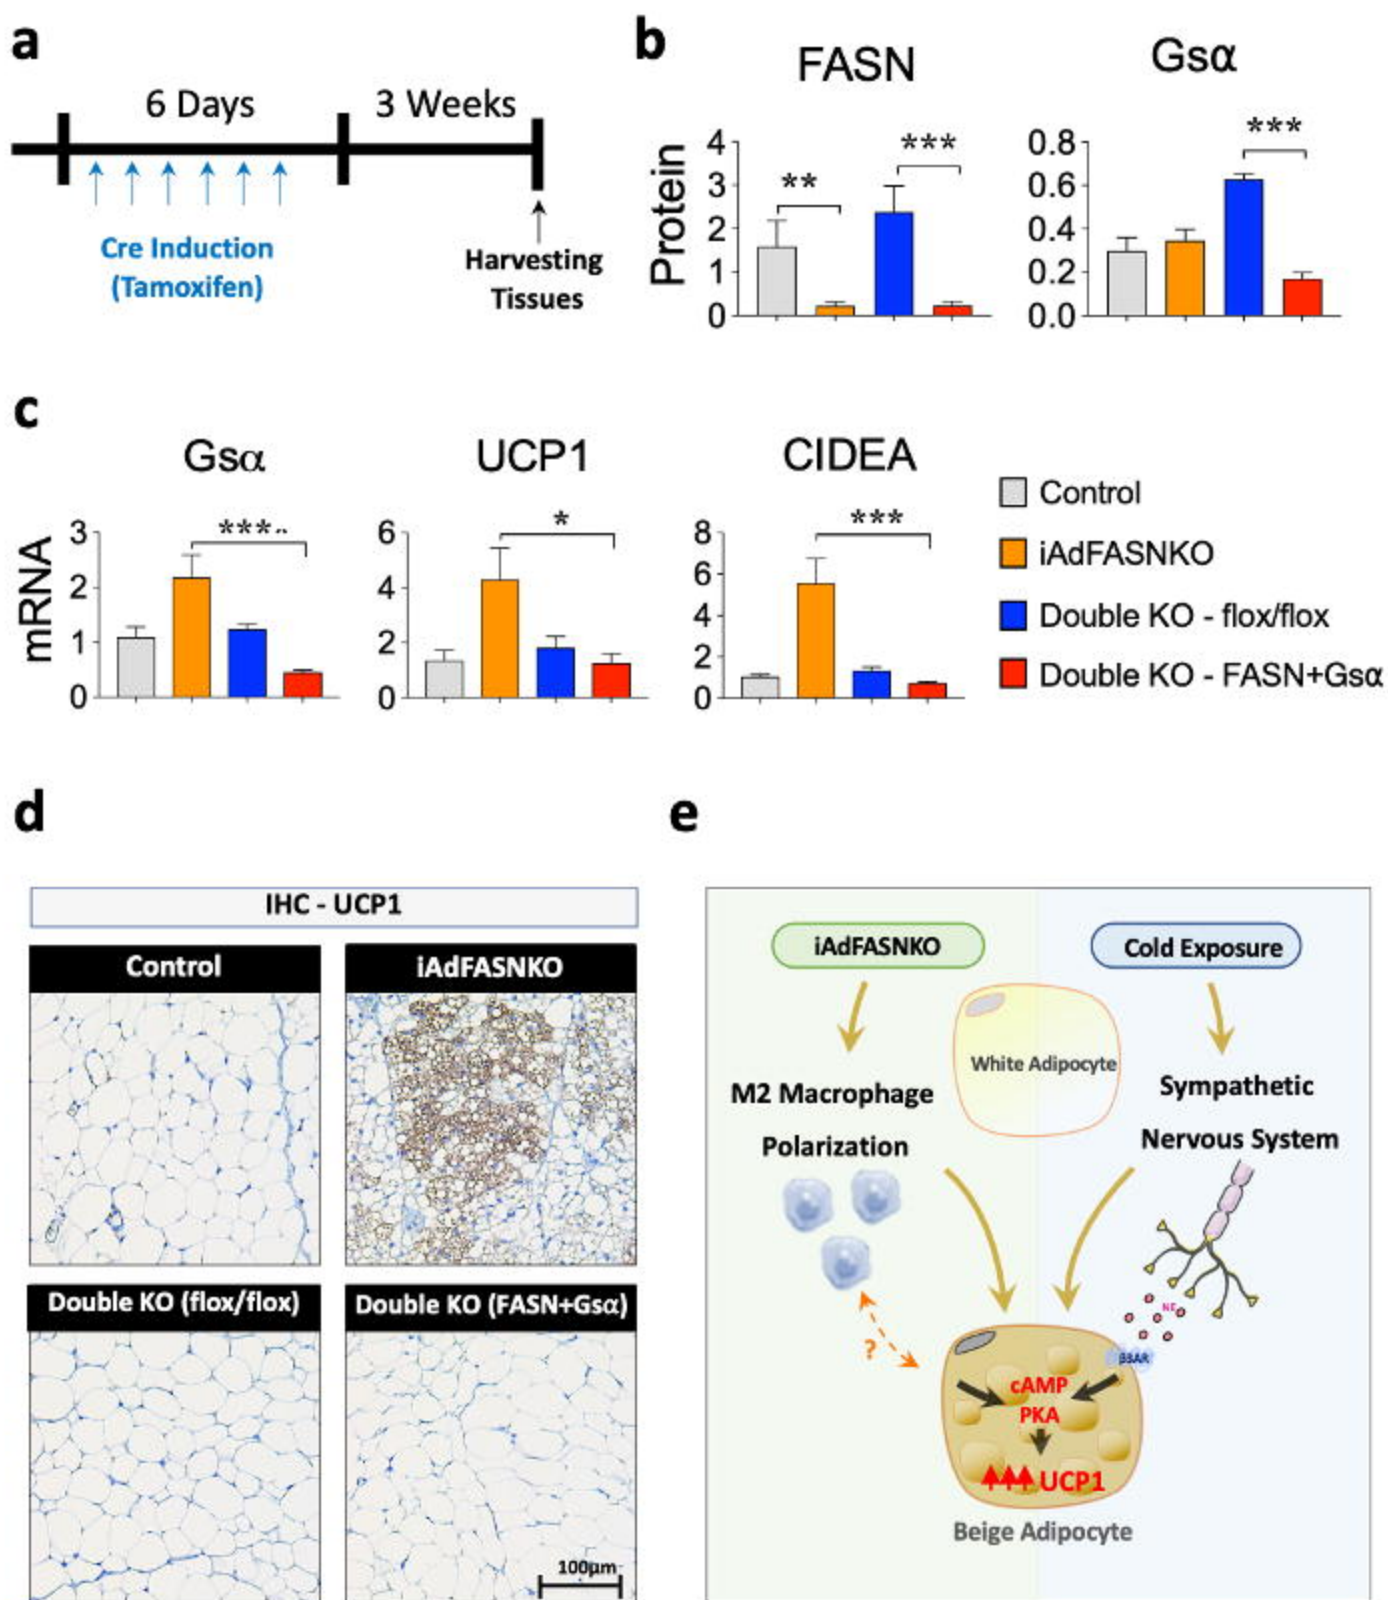 a
6 Days
3 Weeks
Cre Induction
(Tamoxifen)
Harvesting
Tissues
b
FASN
Gsα
Protein
4
3
2
1
0
**
***
0.8
0.6
0.4
0.2
0.0
***
c
Gsα
UCP1
CIDEA
mRNA
3
2
1
0
***
6
4
2
0
*
8
6
4
2
0
***
Control
iAdFASNKO
Double KO - flox/flox
Double KO - FASN+Gsα
d
IHC - UCP1
Control
iAdFASNKO
Double KO (flox/flox)
Double KO (FASN+Gsα)
100µm
e
iAdFASNKO
Cold Exposure
White Adipocyte
M2 Macrophage
Polarization
Sympathetic
Nervous System
NE
?
β3AR
cAMP
PKA
UCP1
Beige Adipocyte